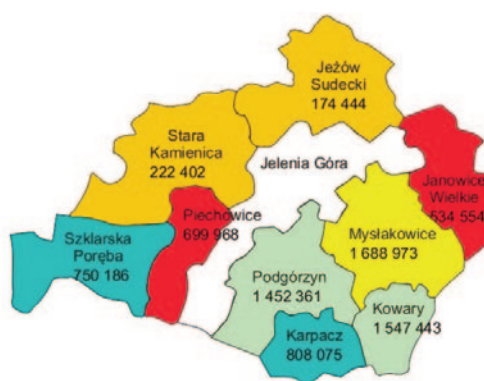 Jeżów
Sudecki
174 444
Stara
Kamienica
222 402
Jelenia Góra
Janowice
Wielkie
534 554
Piechowice
699 968
Szklarska
Poręba
750 186
Mysłakowice
1 688 973
Podgórzyn
1 452 361
Kowary
1 547 443
Karpacz
808 075